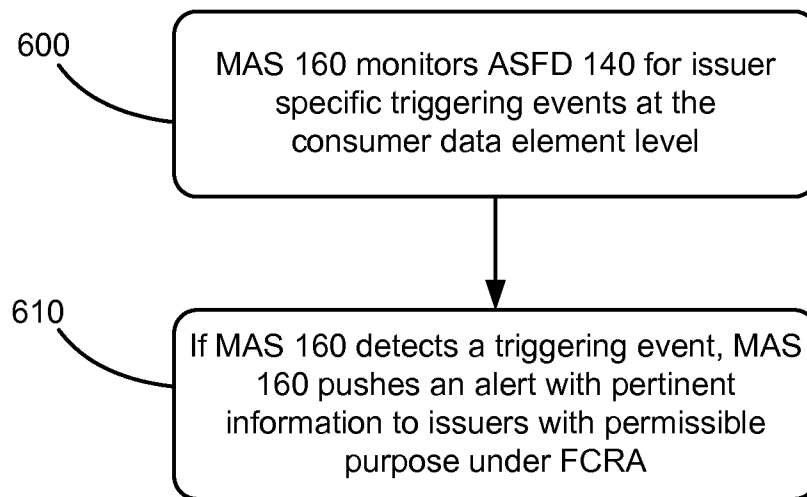 600
MAS 160 monitors ASFD 140 for issuer
specific triggering events at the
consumer data element level
610
If MAS 160 detects a triggering event, MAS
160 pushes an alert with pertinent
information to issuers with permissible
purpose under FCRA